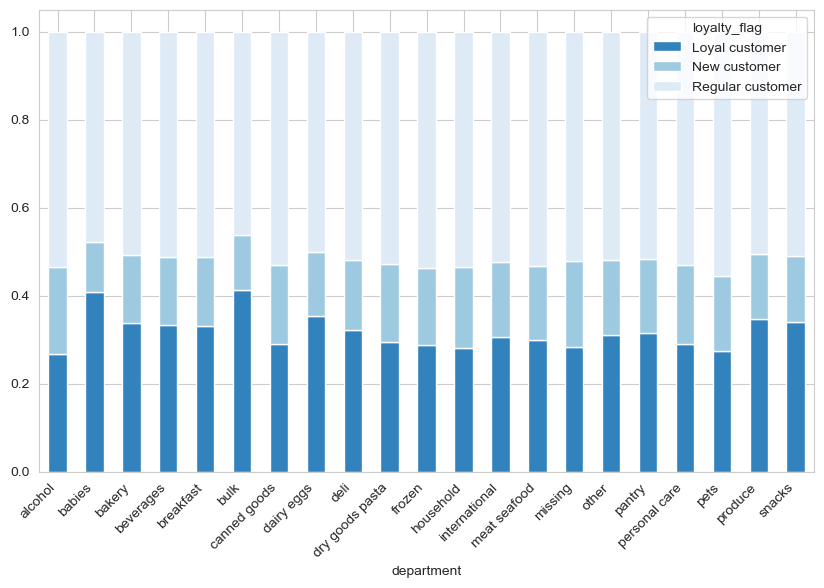 loyalty_flag
Loyal customer
New customer
Regular customer
1.0
0.8
0.6
0.4
0.2
0.0
alcohol
babies
bakery
beverages
breakfast
bulk
canned goods
dairy eggs
deli
dry goods pasta
frozen
household
international
meat seafood
missing
other
pantry
personal care
pets
produce
snacks
department